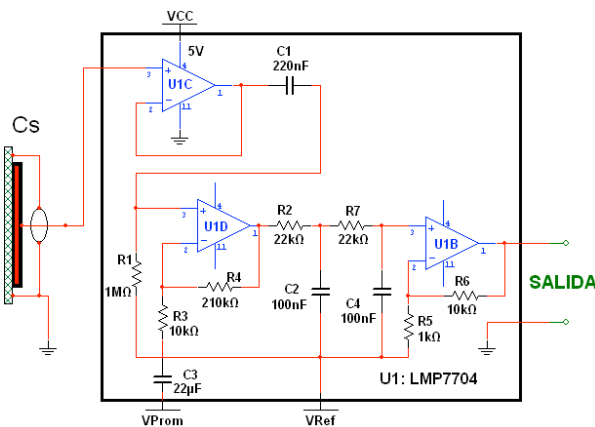 VCC
5V
C1
220nF
3
+
4
U1C
1
2
−
11
Cs
4
3
+
U1D
1
2
−
11
R2
22kΩ
R7
22kΩ
4
3
+
U1B
1
2
−
11
R1
1MΩ
R4
210kΩ
R3
10kΩ
C2
100nF
C4
100nF
R6
10kΩ
R5
1kΩ
SALIDA
C3
22µF
U1: LMP7704
VProm
VRef